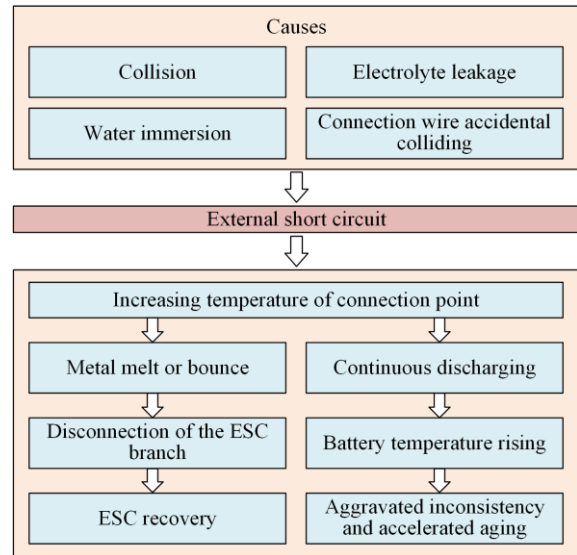 Causes
Collision
Electrolyte leakage
Water immersion
Connection wire accidental
colliding
External short circuit
Increasing temperature of connection point
Metal melt or bounce
Continuous discharging
Disconnection of the ESC
branch
Battery temperature rising
ESC recovery
Aggravated inconsistency
and accelerated aging